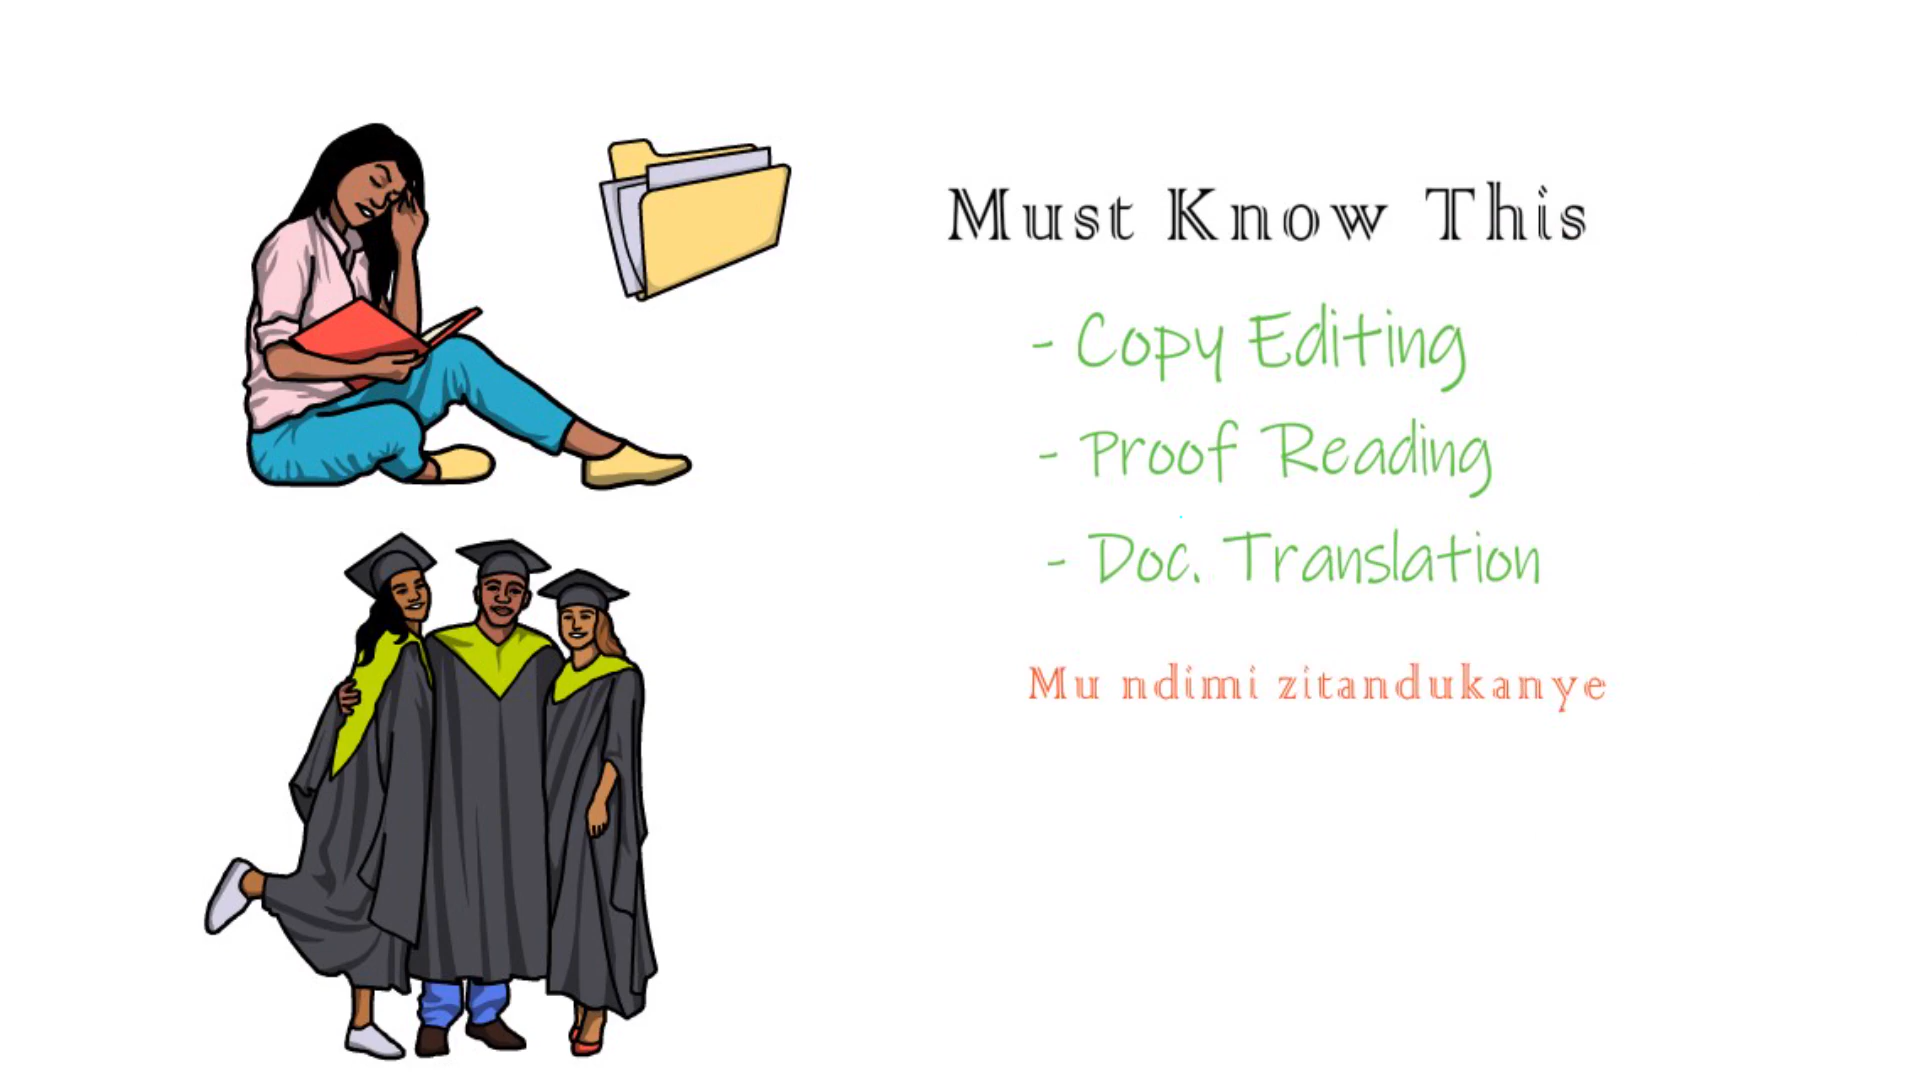 Must Know This
- Copy Editing
- Proof Reading
- Doc. Translation
Mu ndimi zitandukanye